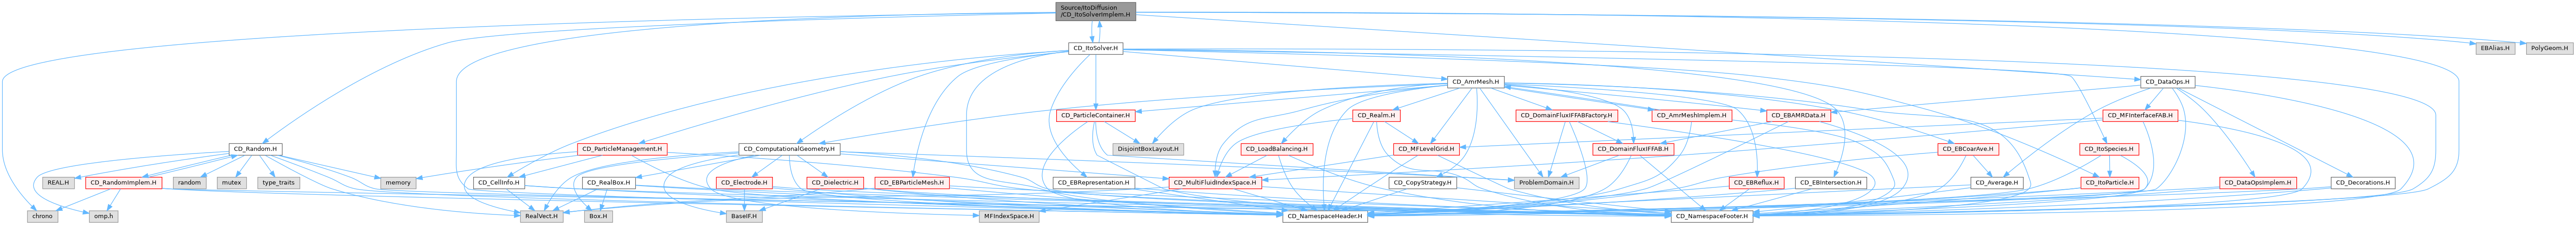 Source/ItoDiffusion
/CD_ItoSolverImplem.H
CD_ItoSolver.H
EBAlias.H
PolyGeom.H
CD_AmrMesh.H
CD_DataOps.H
CD_ParticleContainer.H
CD_Realm.H
CD_DomainFluxIFFABFactory.H
CD_AmrMeshImplem.H
CD_EBAMRData.H
CD_MFInterfaceFAB.H
CD_Random.H
CD_ParticleManagement.H
CD_ComputationalGeometry.H
DisjointBoxLayout.H
CD_LoadBalancing.H
CD_MFLevelGrid.H
CD_DomainFluxIFFAB.H
CD_EBCoarAve.H
CD_ItoSpecies.H
REAL.H
CD_RandomImplem.H
random
mutex
type_traits
memory
CD_CellInfo.H
CD_RealBox.H
CD_Electrode.H
CD_Dielectric.H
CD_EBParticleMesh.H
CD_EBRepresentation.H
CD_MultiFluidIndexSpace.H
CD_CopyStrategy.H
ProblemDomain.H
CD_EBReflux.H
CD_EBIntersection.H
CD_Average.H
CD_ItoParticle.H
CD_DataOpsImplem.H
CD_Decorations.H
chrono
omp.h
RealVect.H
Box.H
BaseIF.H
MFIndexSpace.H
CD_NamespaceHeader.H
CD_NamespaceFooter.H